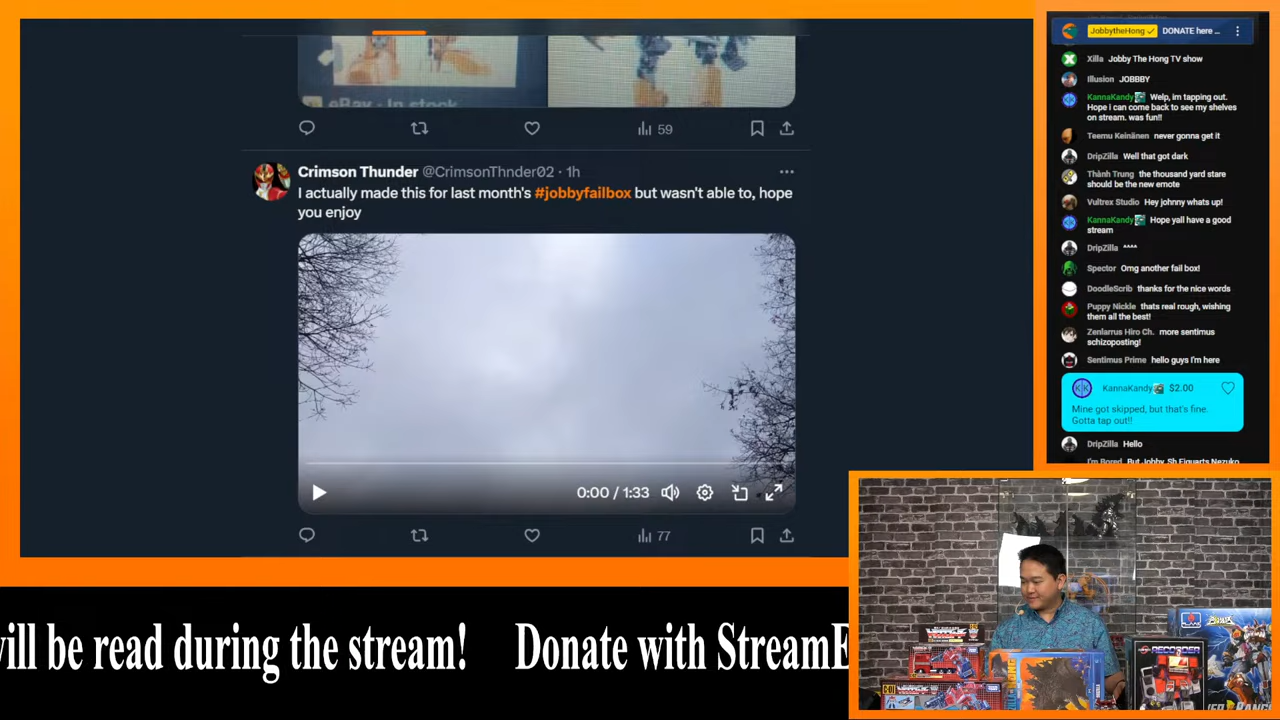 eBay - In stock
59
Crimson Thunder @CrimsonThnder02 · 1h
I actually made this for last month's #jobbyfailbox but wasn't able to, hope
you enjoy
0:00 / 1:33
77
JobbytheHong DONATE here ...
Xilla Jobby The Hong TV show
Illusion JOBBBY
KannaKandy Welp, im tapping out.
Hope i can come back to see my shelves
on stream. was fun!!
Teemu Keinänen never gonna get it
DripZilla Well that got dark
Thành Trung the thousand yard stare
should be the new emote
Vultrex Studio Hey johnny whats up!
KannaKandy Hope yall have a good
stream
DripZilla ^^^^
Spector Omg another fail box!
DoodleScrib thanks for the nice words
Puppy Nickle thats real rough, wishing
them all the best!
Zenlarrus Hiro Ch. more sentimus
schizoposting!
Sentimus Prime hello guys I'm here
KannaKandy $2.00
Mine got skipped, but that's fine.
Gotta tap out!!
DripZilla Hello
I'm Bored But Jobby, Sh Figuarts Nezuko
will be read during the stream! Donate with StreamE
RECORDER